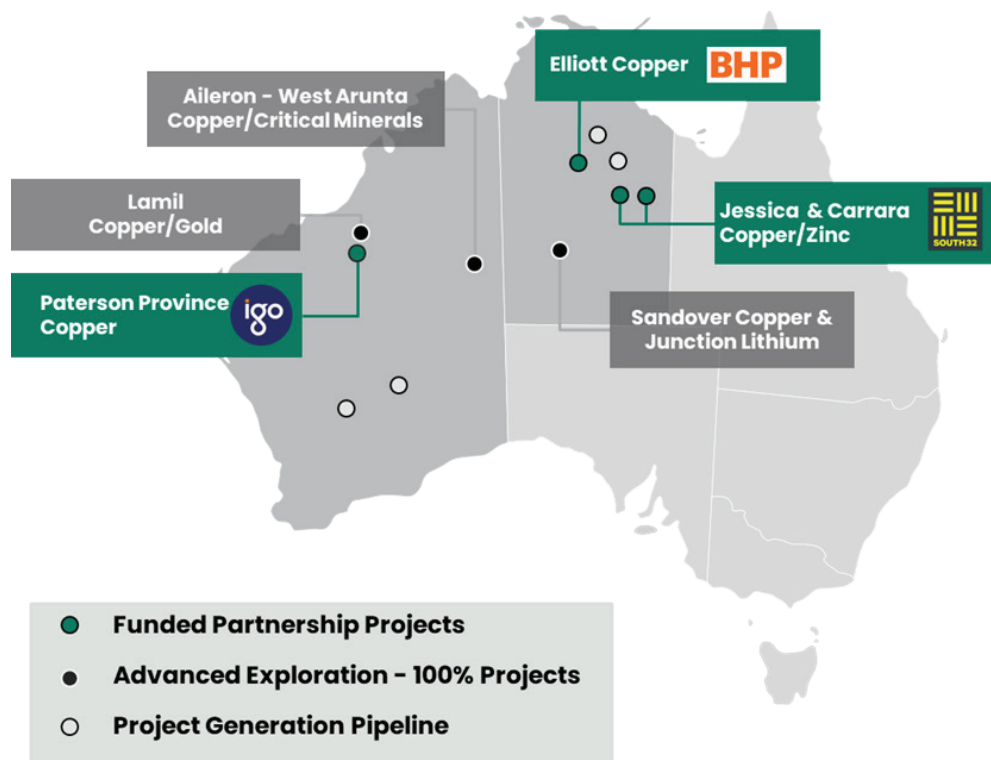 Elliott Copper BHP
Aileron - West Arunta
Copper/Critical Minerals
Lamil
Copper/Gold
Jessica & Carrara
Copper/Zinc
SOUTH32
Paterson Province
Copper
igo
Sandover Copper &
Junction Lithium
Funded Partnership Projects
Advanced Exploration - 100% Projects
Project Generation Pipeline